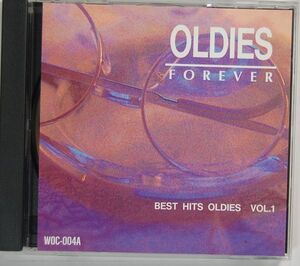 OLDIES
FOREVER
BEST HITS OLDIES VOL.1
WOC-004A